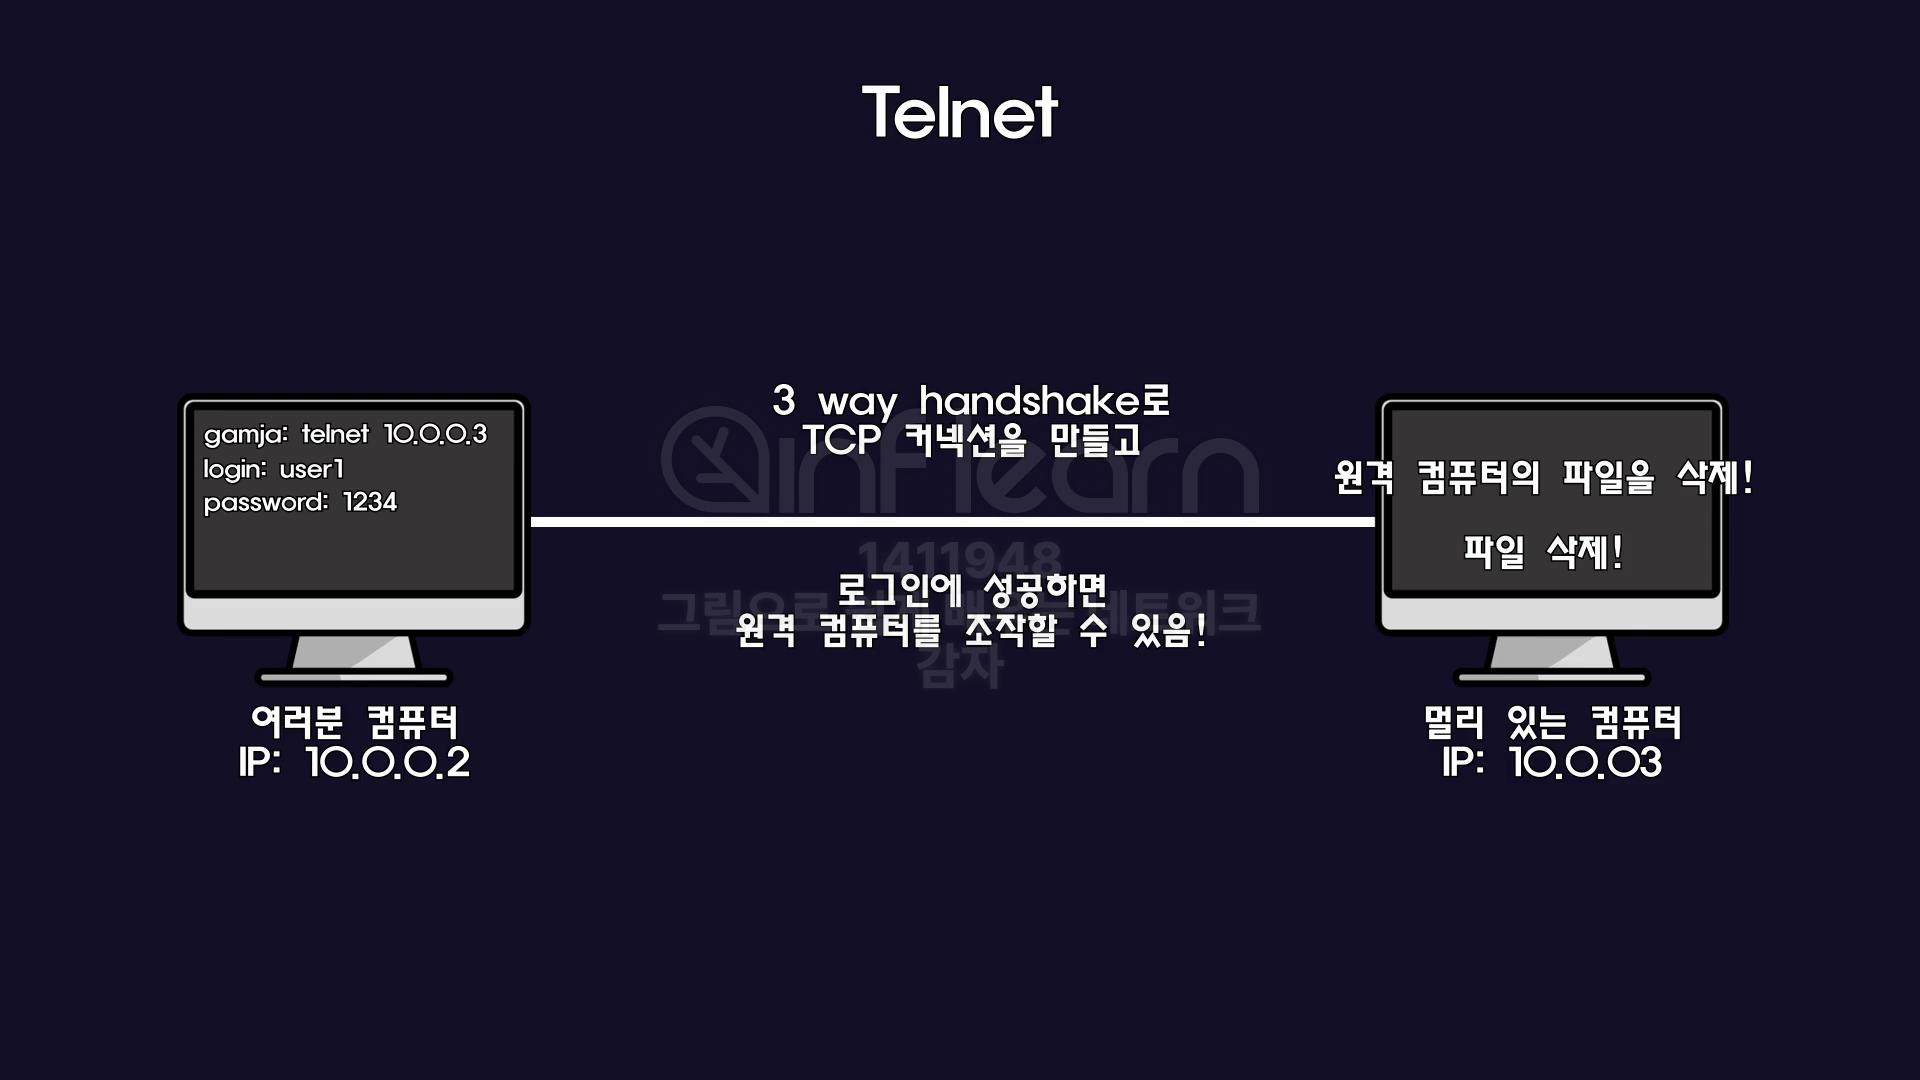 Telnet
gamja: telnet 10.0.0.3
login: user1
password: 1234
3 way handshake로
TCP 커넥션을 만들고
inflearn
1411948
로그인에 성공하면
원격 컴퓨터를 조작할 수 있음!
감자
원격 컴퓨터의 파일을 삭제!
파일 삭제!
여러분 컴퓨터
IP: 10.0.0.2
멀리 있는 컴퓨터
IP: 10.0.03